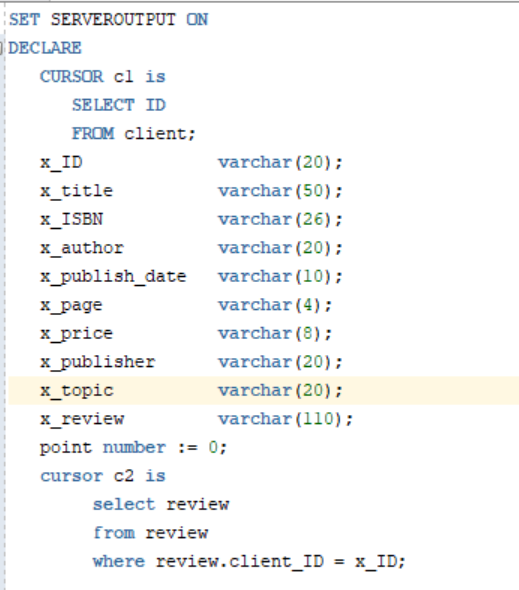 SET SERVEROUTPUT ON
DECLARE
CURSOR c1 is
SELECT ID
FROM client;
x_ID varchar(20);
x_title varchar(50);
x_ISBN varchar(26);
x_author varchar(20);
x_publish_date varchar(10);
x_page varchar(4);
x_price varchar(8);
x_publisher varchar(20);
x_topic varchar(20);
x_review varchar(110);
point number := 0;
cursor c2 is
select review
from review
where review.client_ID = x_ID;